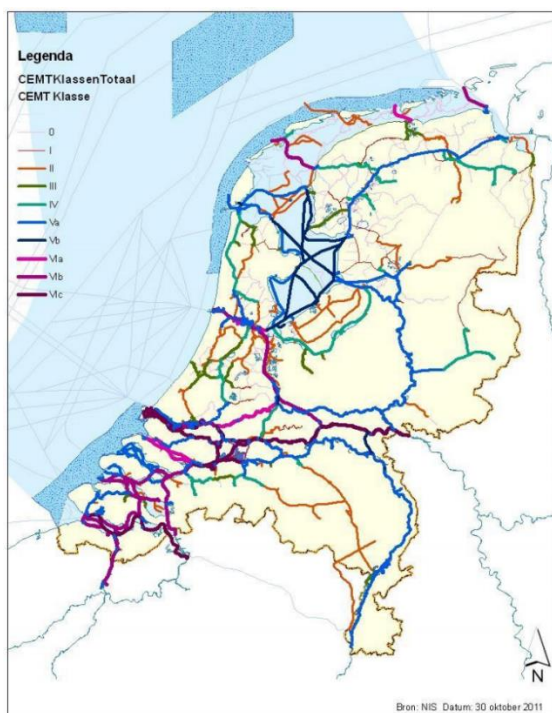 Legenda
CEMTKlassenTotaal
CEMT Klasse
0
I
II
III
IV
Va
Vb
VIa
VIb
VIc
N
Bron: NIS Datum: 30 oktober 2011